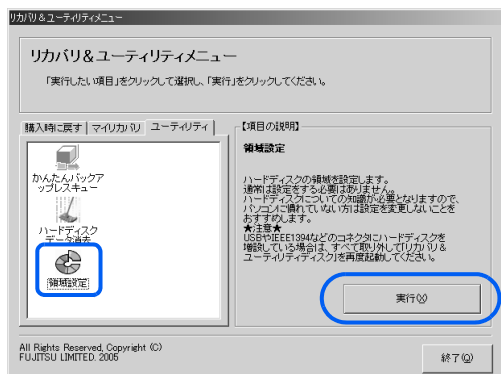 リカバリ&ユーティリティメニュー
リカバリ&ユーティリティメニュー
「実行したい項目」をクリックして選択し、「実行」をクリックしてください。
購入時に戻す
マイリカバリ
ユーティリティ
かんたんバックア
ップレスキュー
ハードディスク
データ消去
領域設定
【項目の説明】
領域設定
ハードディスクの領域を設定します。
通常は設定をする必要はありません。
ハードディスクについての知識が必要となりますので、
パソコンに慣れていない方は設定を変更しないことを
おすすめします。
★注意★
USBやIEEE1394などのコネクタにハードディスクを
増設している場合は、すべて取り外して「リカバリ&
ユーティリティディスク」を再度起動してください。
実行(X)
All Rights Reserved, Copyright (C)
FUJITSU LIMITED. 2005
終了(Q)